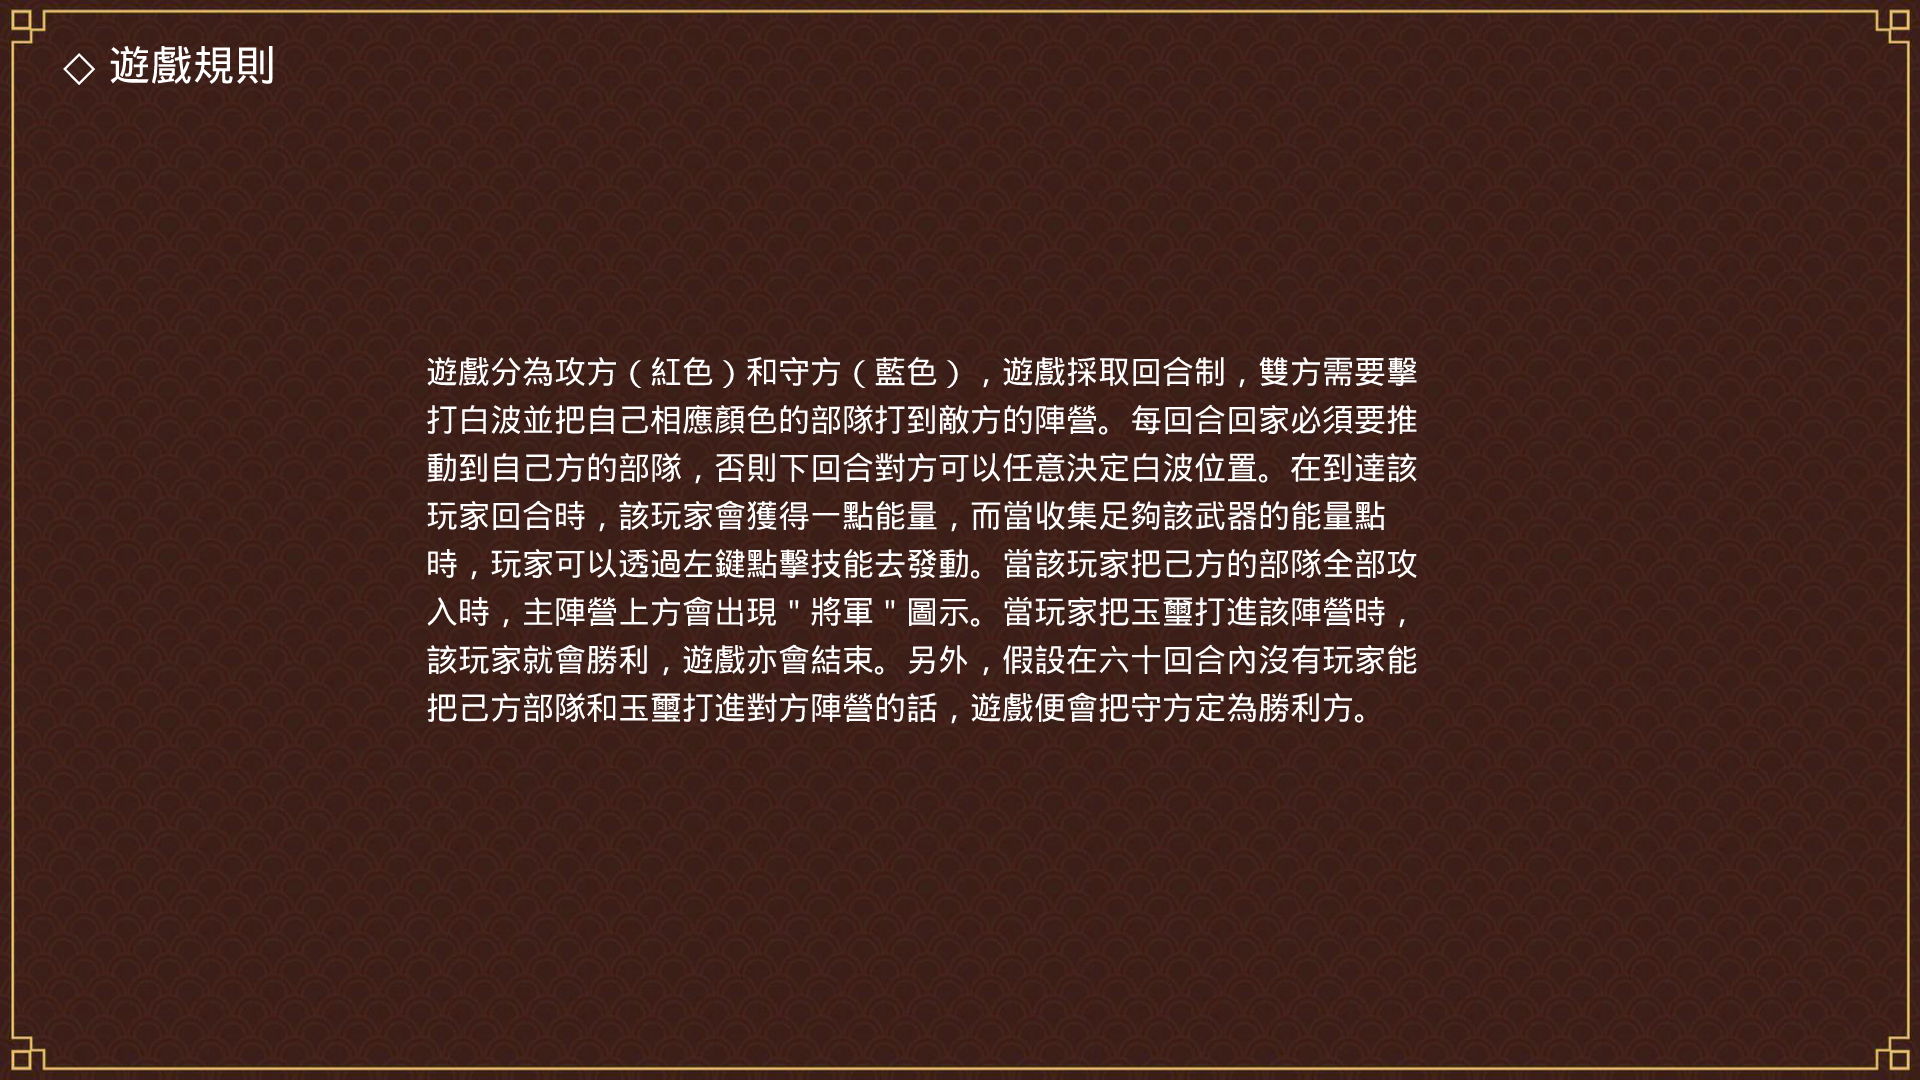 ◇ 遊戲規則
遊戲分為攻方（紅色）和守方（藍色），遊戲採取回合制，雙方需要擊
打白波並把自己相應顏色的部隊打到敵方的陣營。每回合回家必須要推
動到自己方的部隊，否則下回合對方可以任意決定白波位置。在到達該
玩家回合時，該玩家會獲得一點能量，而當收集足夠該武器的能量點
時，玩家可以透過左鍵點擊技能去發動。當該玩家把己方的部隊全部攻
入時，主陣營上方會出現＂將軍＂圖示。當玩家把玉璽打進該陣營時，
該玩家就會勝利，遊戲亦會結束。另外，假設在六十回合內沒有玩家能
把己方部隊和玉璽打進對方陣營的話，遊戲便會把守方定為勝利方。